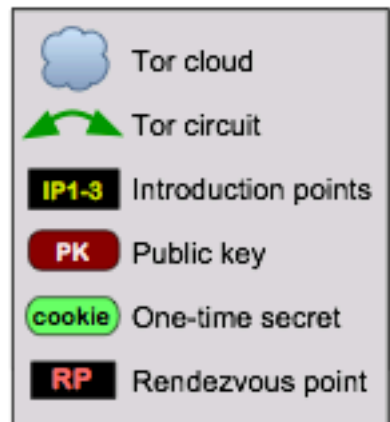 Tor cloud
Tor circuit
IP1-3 Introduction points
PK Public key
cookie One-time secret
RP Rendezvous point